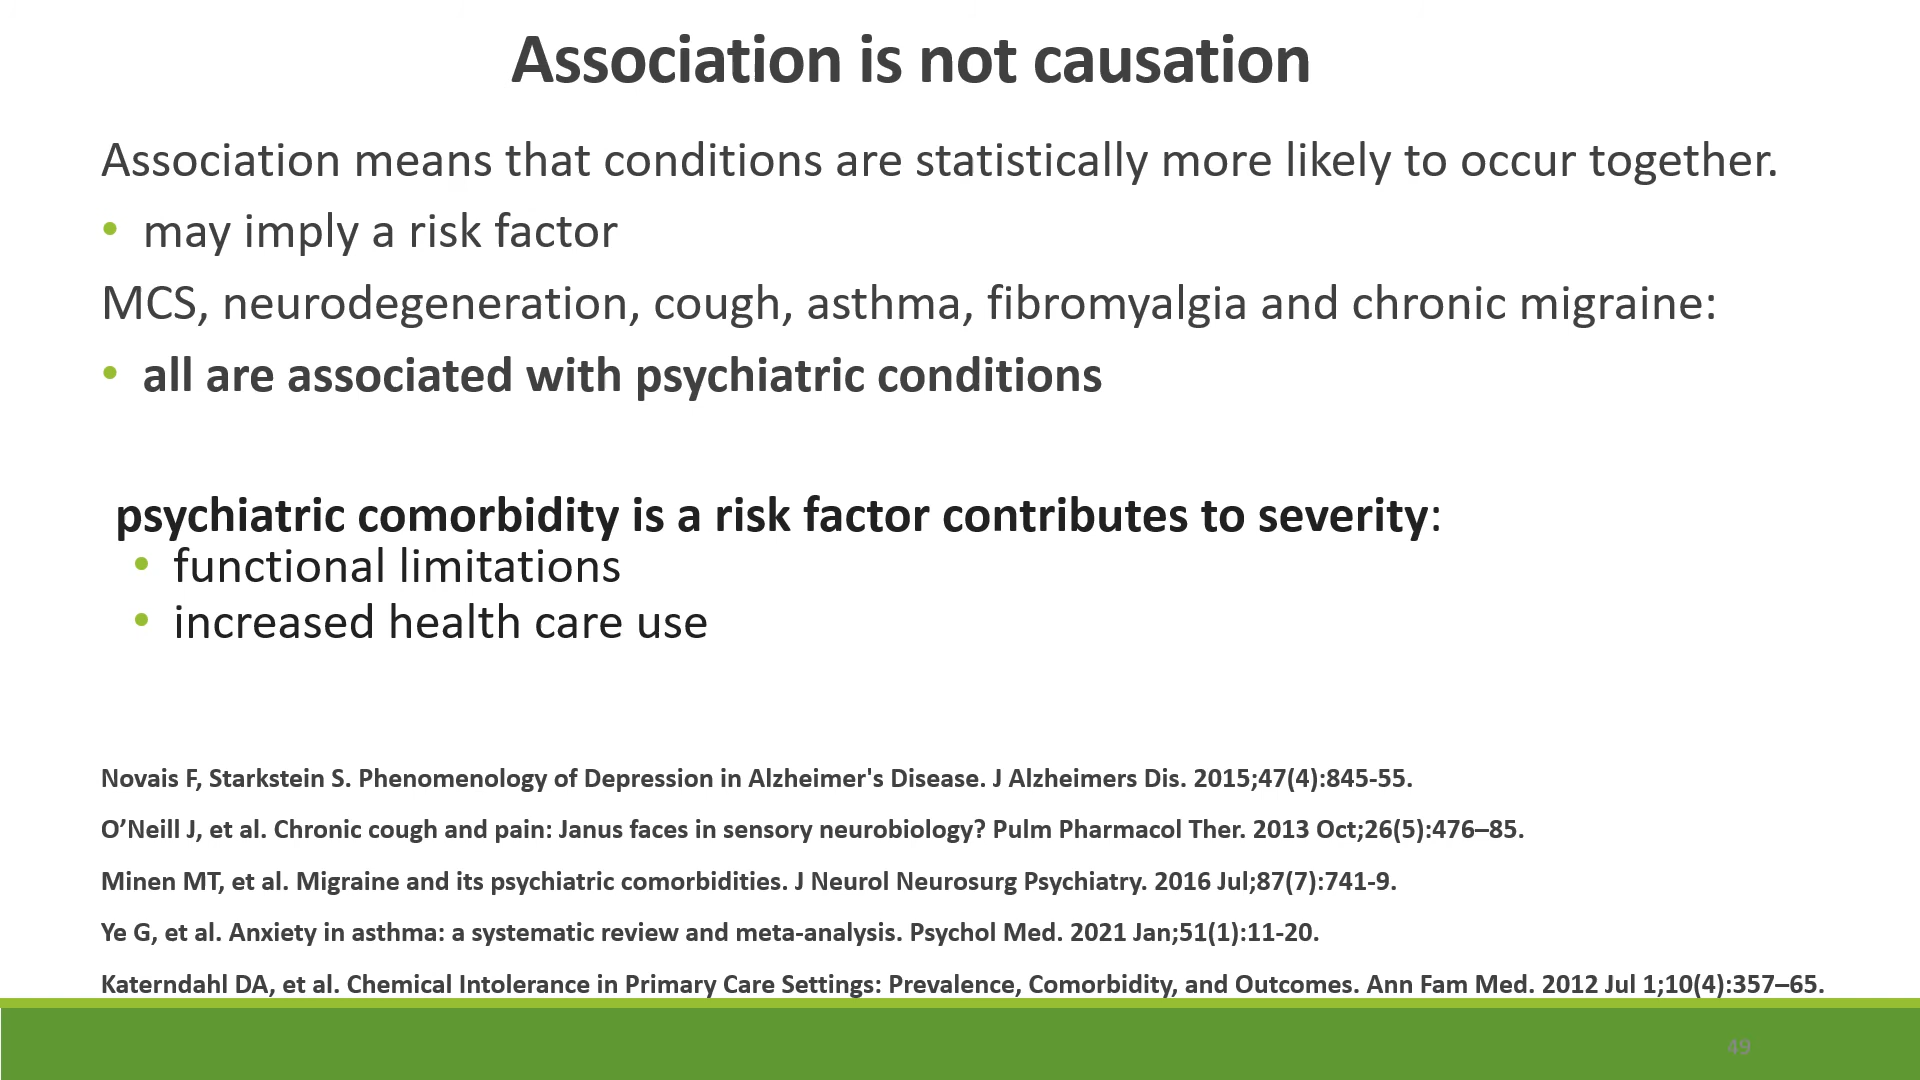 Association is not causation
Association means that conditions are statistically more likely to occur together.
• may imply a risk factor
MCS, neurodegeneration, cough, asthma, fibromyalgia and chronic migraine:
• all are associated with psychiatric conditions
psychiatric comorbidity is a risk factor contributes to severity:
• functional limitations
• increased health care use
Novais F, Starkstein S. Phenomenology of Depression in Alzheimer's Disease. J Alzheimers Dis. 2015;47(4):845-55.
O’Neill J, et al. Chronic cough and pain: Janus faces in sensory neurobiology? Pulm Pharmacol Ther. 2013 Oct;26(5):476–85.
Minen MT, et al. Migraine and its psychiatric comorbidities. J Neurol Neurosurg Psychiatry. 2016 Jul;87(7):741-9.
Ye G, et al. Anxiety in asthma: a systematic review and meta-analysis. Psychol Med. 2021 Jan;51(1):11-20.
Katerndahl DA, et al. Chemical Intolerance in Primary Care Settings: Prevalence, Comorbidity, and Outcomes. Ann Fam Med. 2012 Jul 1;10(4):357–65.
49